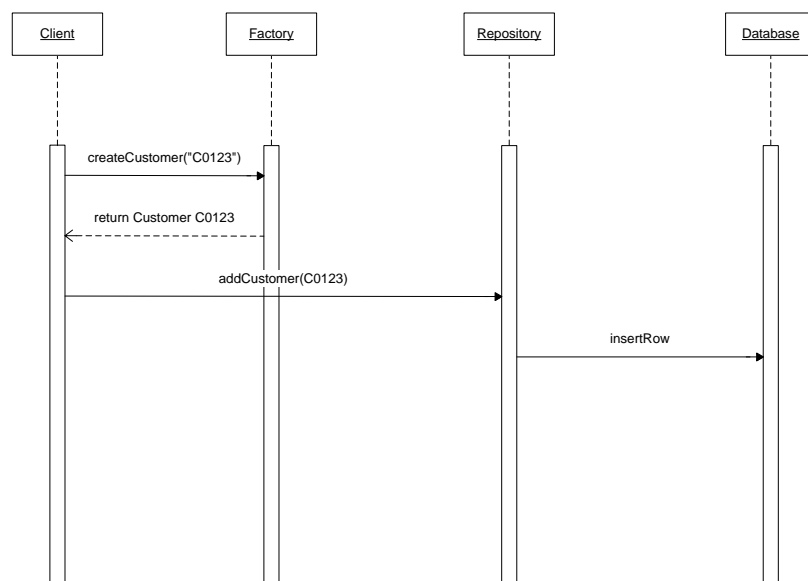 Client
Factory
Repository
Database
createCustomer("C0123")
return Customer C0123
addCustomer(C0123)
insertRow